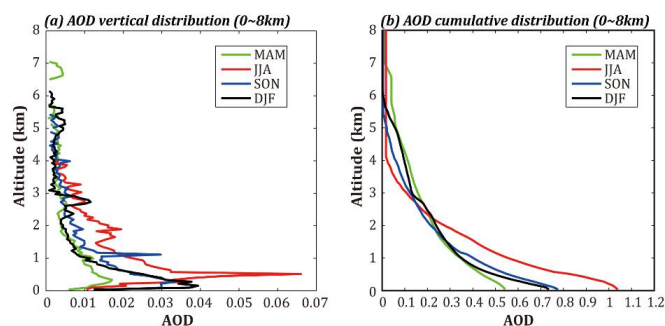 (a) AOD vertical distribution (0~8km)
8
7
6
5
4
3
2
1
0
Altitude (km)
MAM
JJA
SON
DJF
0 0.01 0.02 0.03 0.04 0.05 0.06 0.07
AOD
(b) AOD cumulative distribution (0~8km)
8
7
6
5
4
3
2
1
0
Altitude (km)
MAM
JJA
SON
DJF
0 0.1 0.2 0.3 0.4 0.5 0.6 0.7 0.8 0.9 1 1.1 1.2
AOD